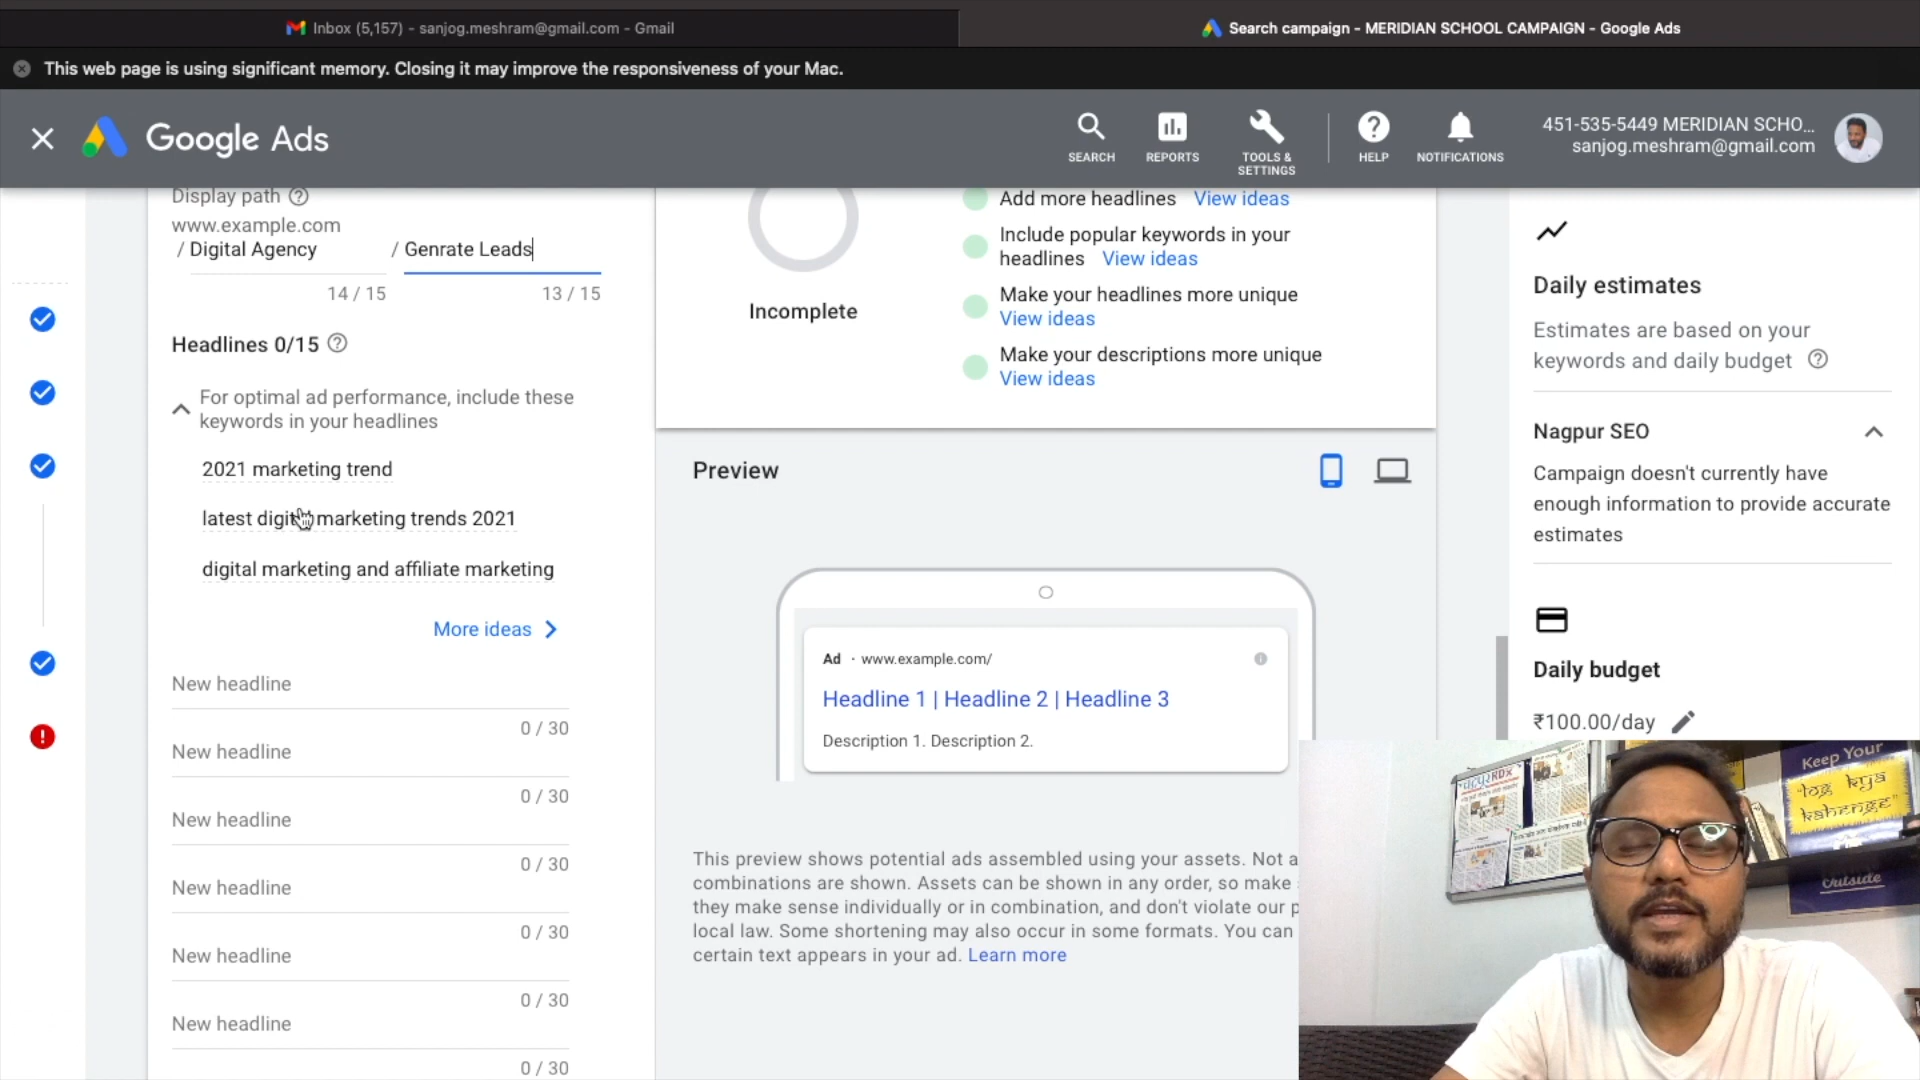 Inbox (5,157) - sanjog.meshram@gmail.com - Gmail
Search campaign - MERIDIAN SCHOOL CAMPAIGN - Google Ads
This web page is using significant memory. Closing it may improve the responsiveness of your Mac.
Google Ads
SEARCH
REPORTS
TOOLS &
SETTINGS
HELP
NOTIFICATIONS
451-535-5449 MERIDIAN SCHO...
sanjog.meshram@gmail.com
Display path
www.example.com
/ Digital Agency
/ Genrate Leads
14 / 15
13 / 15
Headlines 0/15
For optimal ad performance, include these
keywords in your headlines
2021 marketing trend
latest digital marketing trends 2021
digital marketing and affiliate marketing
More ideas
New headline
0 / 30
New headline
0 / 30
New headline
0 / 30
New headline
0 / 30
New headline
0 / 30
New headline
0 / 30
Incomplete
Add more headlines View ideas
Include popular keywords in your
headlines View ideas
Make your headlines more unique
View ideas
Make your descriptions more unique
View ideas
Preview
Ad · www.example.com/
Headline 1 | Headline 2 | Headline 3
Description 1. Description 2.
This preview shows potential ads assembled using your assets. Not a
combinations are shown. Assets can be shown in any order, so make
they make sense individually or in combination, and don't violate our p
local law. Some shortening may also occur in some formats. You can
certain text appears in your ad. Learn more
Daily estimates
Estimates are based on your
keywords and daily budget
Nagpur SEO
Campaign doesn't currently have
enough information to provide accurate
estimates
Daily budget
₹100.00/day
Keep Your
"log kya
kahenge"
outside